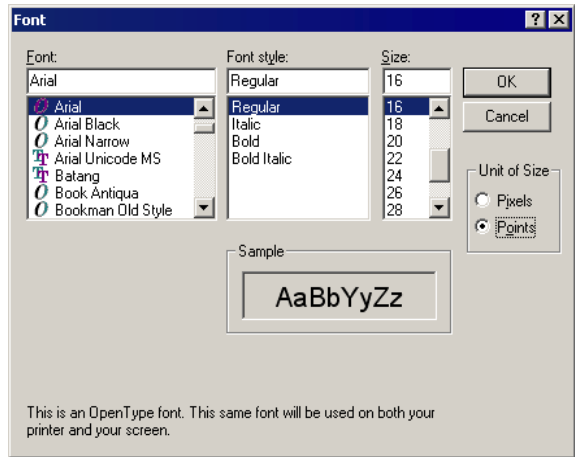 Font
Font: Font style: Size:
Arial Regular 16 OK
Arial
Arial Black
Arial Narrow
Arial Unicode MS
Batang
Book Antiqua
Bookman Old Style
Regular
Italic
Bold
Bold Italic
16
18
20
22
24
26
28
Cancel
Unit of Size
Pixels
Points
Sample
AaBbYyZz
This is an OpenType font. This same font will be used on both your
printer and your screen.